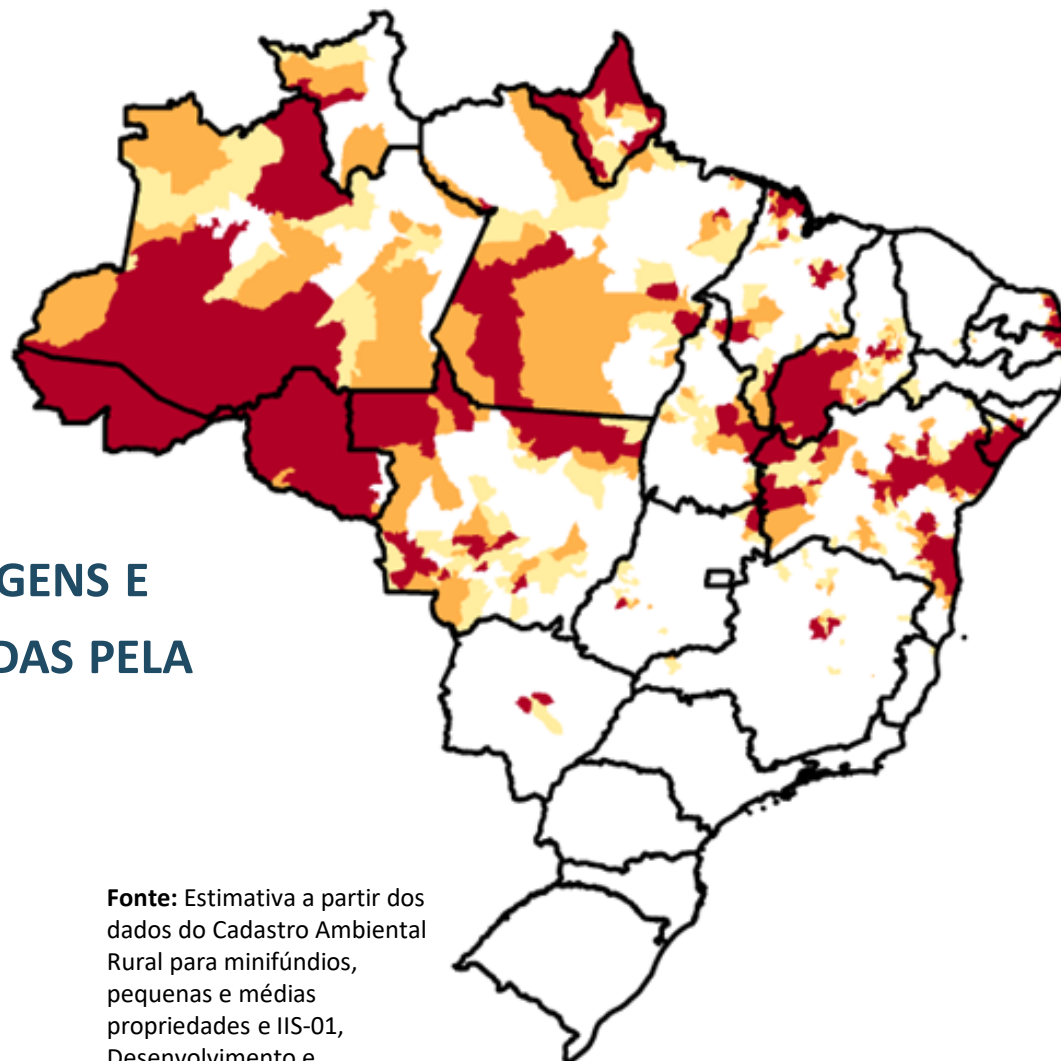 GENS E
DAS PELA
Fonte: Estimativa a partir dos
dados do Cadastro Ambiental
Rural para minifúndios,
pequenas e médias
propriedades e IIS-01,
Desenvolvimento e